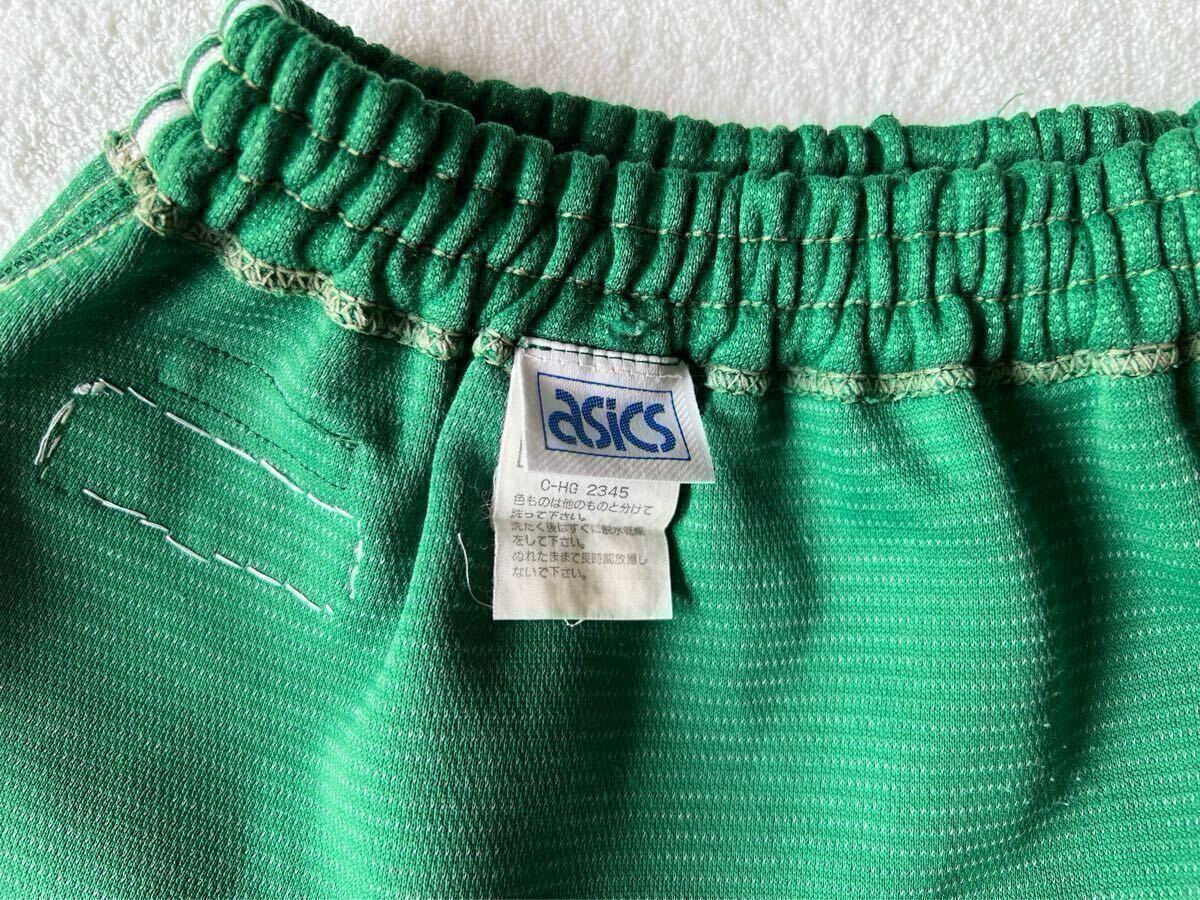 asics
C-HG 2345
色ものは他のものと分けて
洗って下さい。
洗たく後はすぐに脱水乾燥
をして下さい。
ぬれたままで長時間放置し
ないで下さい。